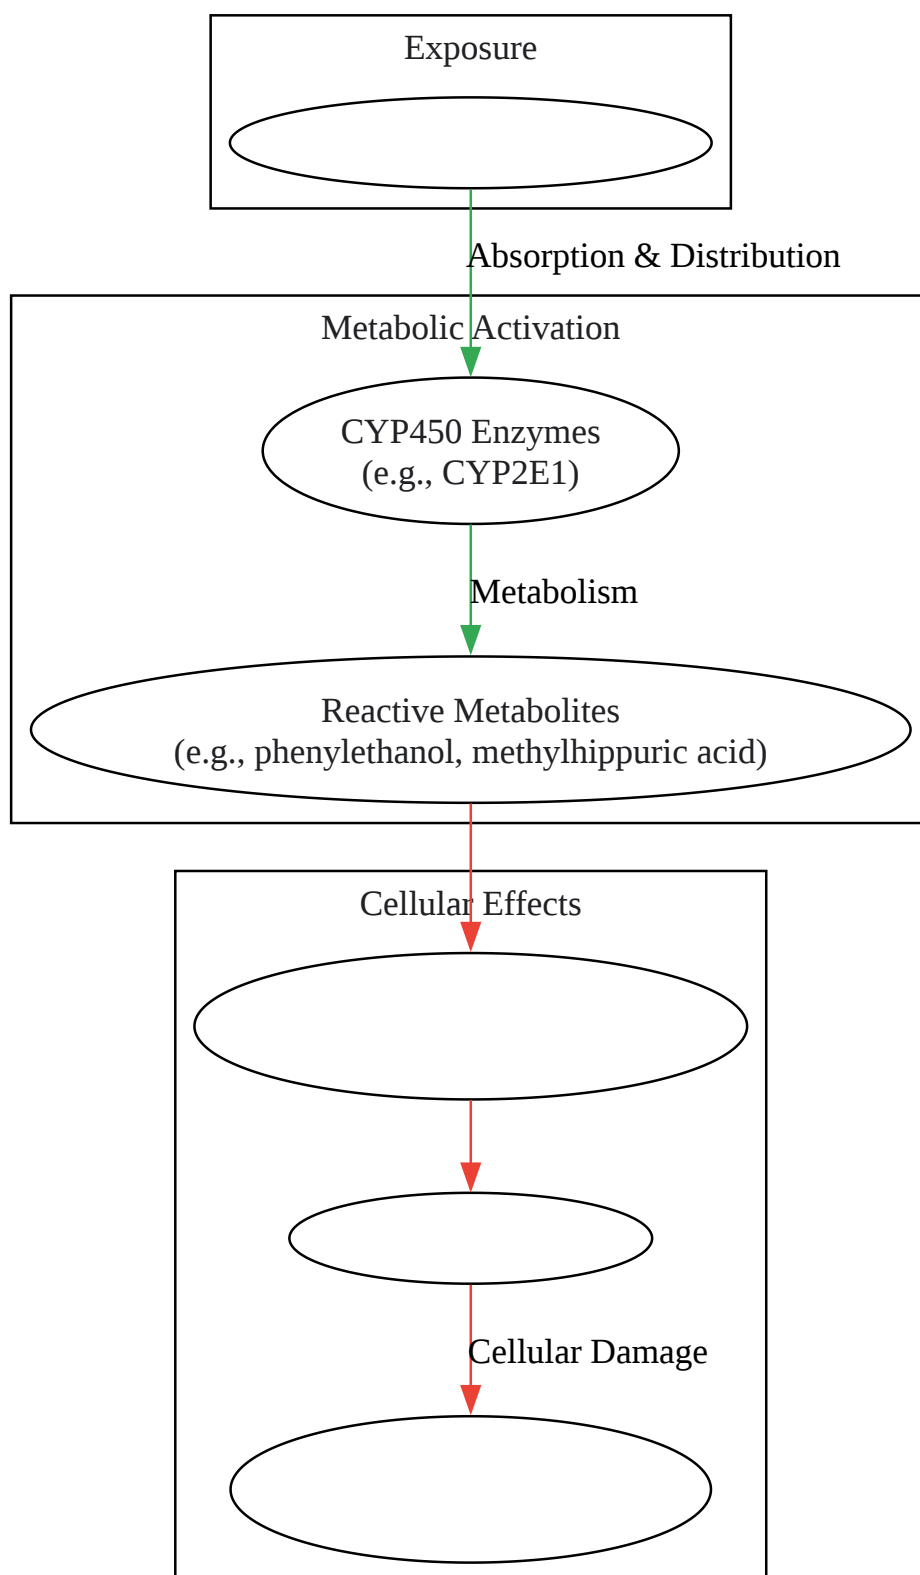 Exposure
Absorption & Distribution
Metabolic Activation
CYP450 Enzymes
(e.g., CYP2E1)
Metabolism
Reactive Metabolites
(e.g., phenylethanol, methylhippuric acid)
Cellular Effects
Cellular Damage